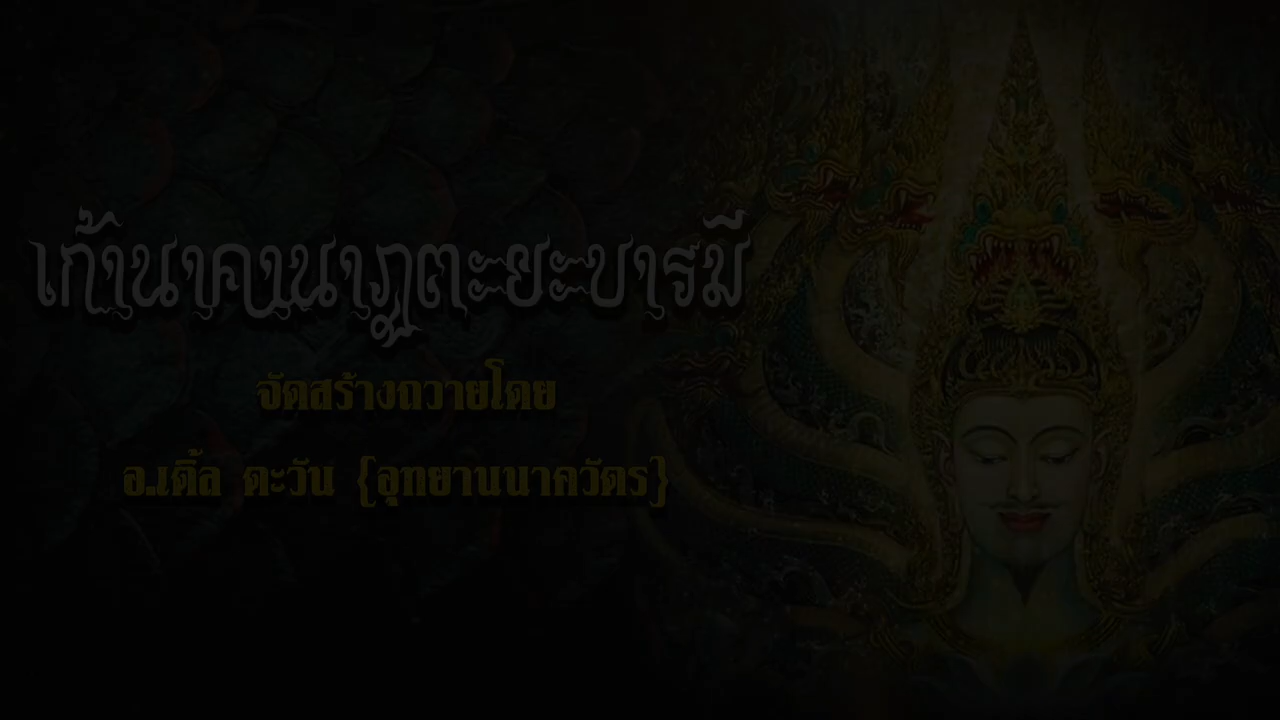 เก้านาคานาฏตะยะบารมี
จัดสร้างถวายโดย
อ.เติ้ล ตะวัน {อุทยานนาควัตร}